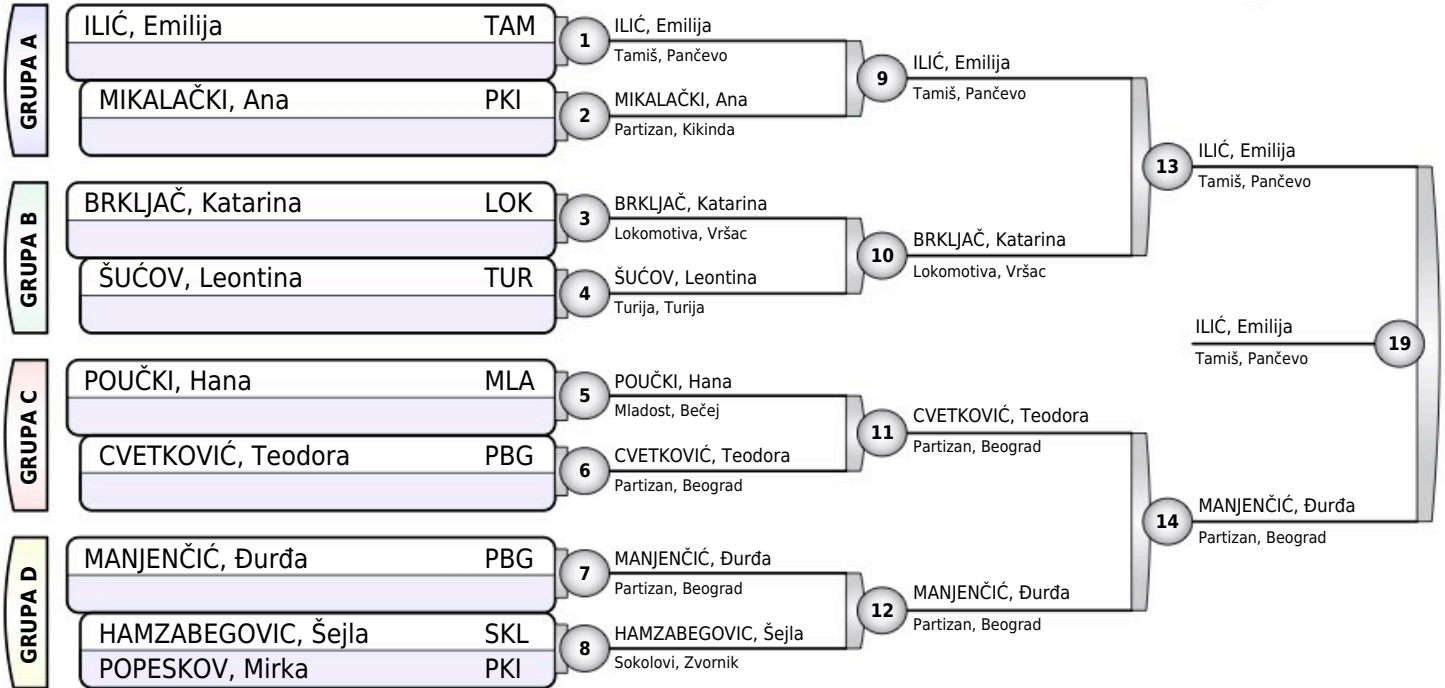 GRUPA A
ILIĆ, Emilija TAM
MIKALAČKI, Ana PKI
GRUPA B
BRKLJAČ, Katarina LOK
ŠUĆOV, Leontina TUR
GRUPA C
POUČKI, Hana MLA
CVETKOVIĆ, Teodora PBG
GRUPA D
MANJENČIĆ, Đurđa PBG
HAMZABEGOVIC, Šejla SKL
POPESKOV, Mirka PKI
1
ILIĆ, Emilija
Tamiš, Pančevo
2
MIKALAČKI, Ana
Partizan, Kikinda
3
BRKLJAČ, Katarina
Lokomotiva, Vršac
4
ŠUĆOV, Leontina
Turija, Turija
5
POUČKI, Hana
Mladost, Bečej
6
CVETKOVIĆ, Teodora
Partizan, Beograd
7
MANJENČIĆ, Đurđa
Partizan, Beograd
8
HAMZABEGOVIC, Šejla
Sokolovi, Zvornik
9
ILIĆ, Emilija
Tamiš, Pančevo
10
BRKLJAČ, Katarina
Lokomotiva, Vršac
11
CVETKOVIĆ, Teodora
Partizan, Beograd
12
MANJENČIĆ, Đurđa
Partizan, Beograd
13
ILIĆ, Emilija
Tamiš, Pančevo
14
MANJENČIĆ, Đurđa
Partizan, Beograd
ILIĆ, Emilija
Tamiš, Pančevo
19